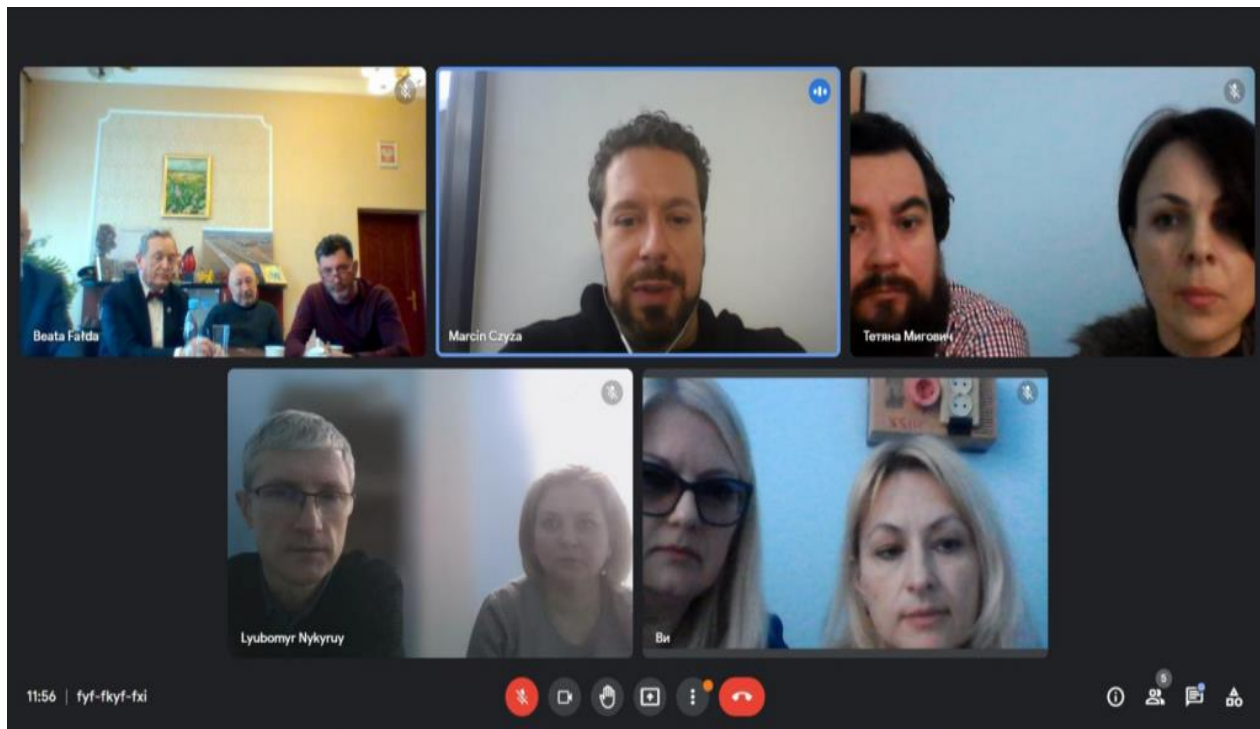 Beata Fałda
Marcin Czyza
Тетяна Мигович
Lyubomyr Nykyruy
Ви
11:56 | fyf-fkyf-fxi
5